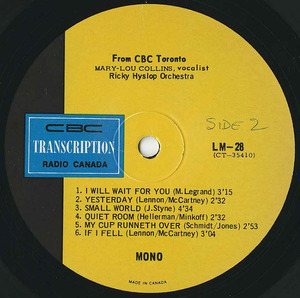 From CBC Toronto
MARY-LOU COLLINS, vocalist
Ricky Hyslop Orchestra
SIDE 2
LM-28
(CT-35410)
CBC
TRANSCRIPTION
RADIO CANADA
1. I WILL WAIT FOR YOU (M.Legrand) 3'15
2. YESTERDAY (Lennon/McCartney) 2'32
3. SMALL WORLD (J.Styne) 4'34
4. QUIET ROOM (Hellerman/Minkoff) 2'32
5. MY CUP RUNNETH OVER (Schmidt/Jones) 2'53
6. IF I FELL (Lennon/McCartney) 3'04
MONO
MADE IN CANADA